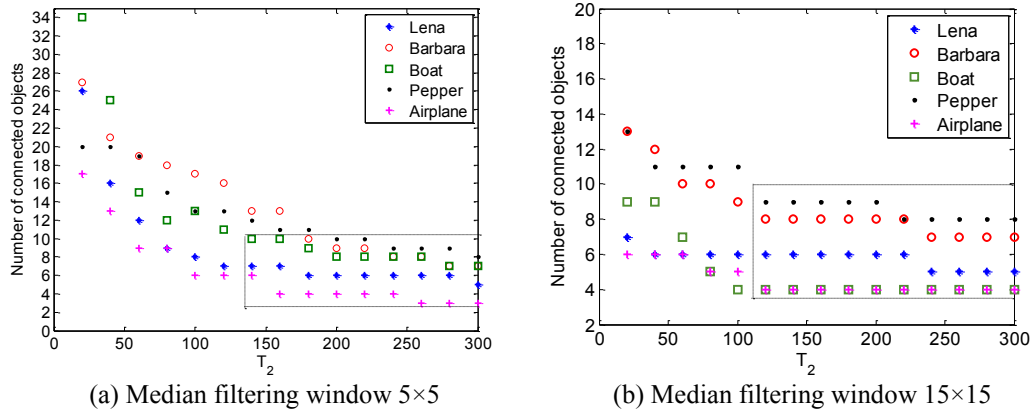 34
32
30
28
26
24
22
20
18
16
14
12
10
8
6
4
2
0
Number of connected objects
Lena
Barbara
Boat
Pepper
Airplane
0 50 100 150 200 250 300
T2
(a) Median filtering window 5×5
20
18
16
14
12
10
8
6
4
2
Number of connected objects
Lena
Barbara
Boat
Pepper
Airplane
0 50 100 150 200 250 300
T2
(b) Median filtering window 15×15